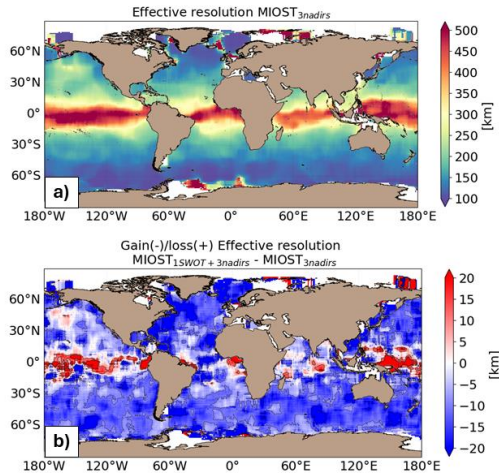 Effective resolution MIOST3nadirs
60°N
30°N
0°
30°S
60°S
a)
180°W 120°W 60°W 0° 60°E 120°E 180°E
500
450
400
350
300
250
200
150
100
[km]
Gain(-)/loss(+) Effective resolution
MIOST1SWOT+3nadirs - MIOST3nadirs
60°N
30°N
0°
30°S
60°S
b)
180°W 120°W 60°W 0° 60°E 120°E 180°E
20
15
10
5
0
−5
−10
−15
−20
[km]